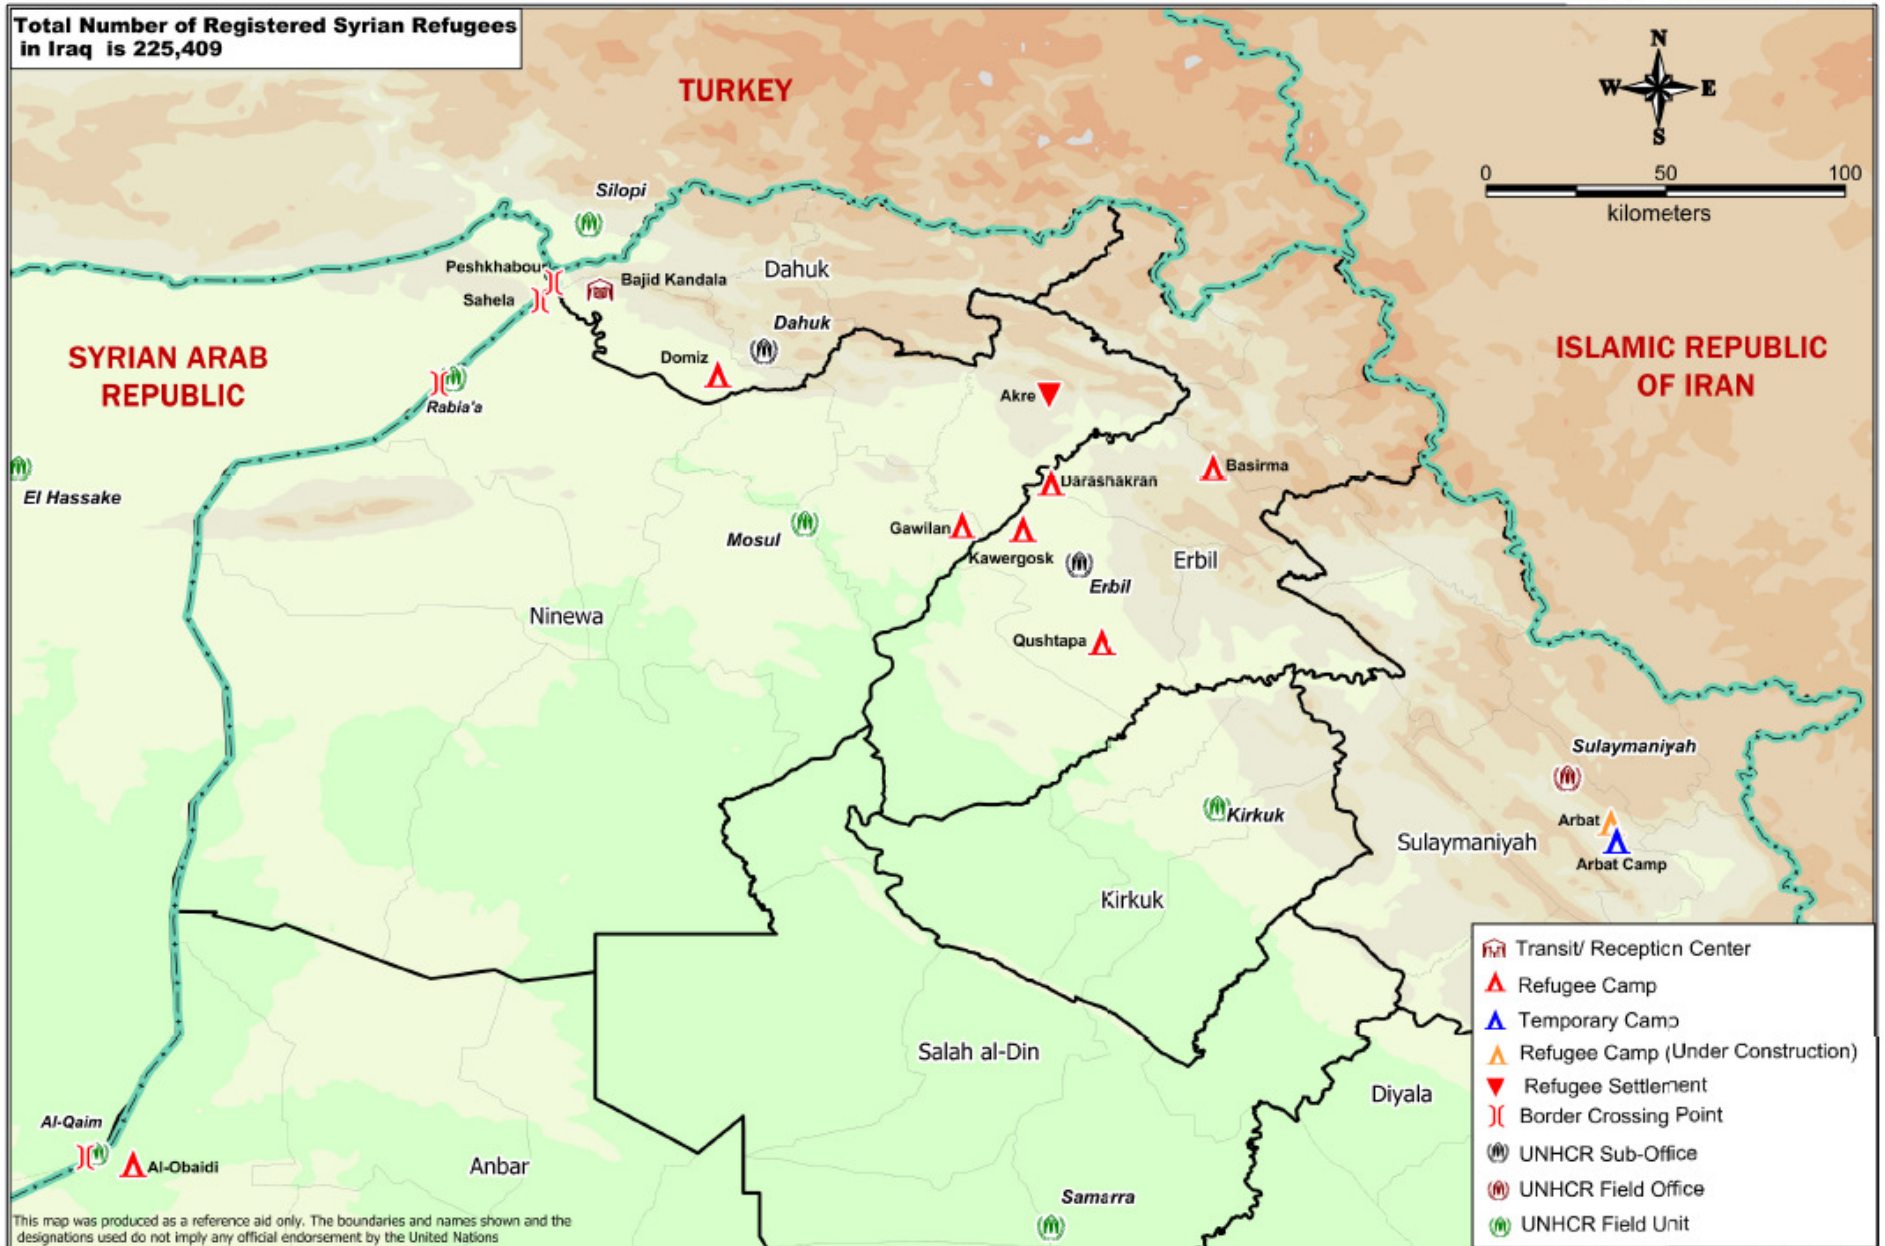 Total Number of Registered Syrian Refugees
in Iraq is 225,409
TURKEY
N
W E
S
0 50 100
kilometers
Silopi
Peshkhabour
Sahela
Bajid Kandala
Dahuk
Dahuk
Domiz
SYRIAN ARAB
REPUBLIC
ISLAMIC REPUBLIC
OF IRAN
Rabia'a
Akre
El Hassake
Basirma
Darashakran
Mosul
Gawilan
Kawergosk
Erbil
Erbil
Ninewa
Qushtapa
Sulaymaniyah
Kirkuk
Arbat
Sulaymaniyah
Arbat Camp
Kirkuk
Transit/ Reception Center
Refugee Camp
Temporary Camp
Refugee Camp (Under Construction)
Refugee Settlement
Border Crossing Point
UNHCR Sub-Office
UNHCR Field Office
UNHCR Field Unit
Salah al-Din
Diyala
Al-Qaim
Al-Obaidi
Anbar
Samarra
This map was produced as a reference aid only. The boundaries and names shown and the
designations used do not imply any official endorsement by the United Nations